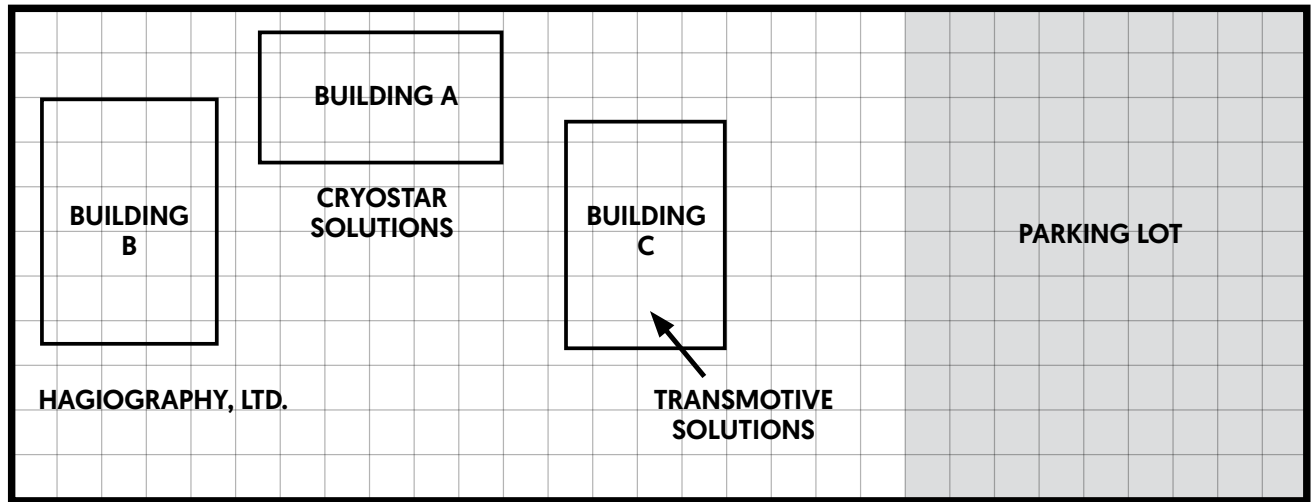 BUILDING A
BUILDING
B
CRYOSTAR
SOLUTIONS
BUILDING
C
PARKING LOT
HAGIOGRAPHY, LTD.
TRANSMOTIVE
SOLUTIONS